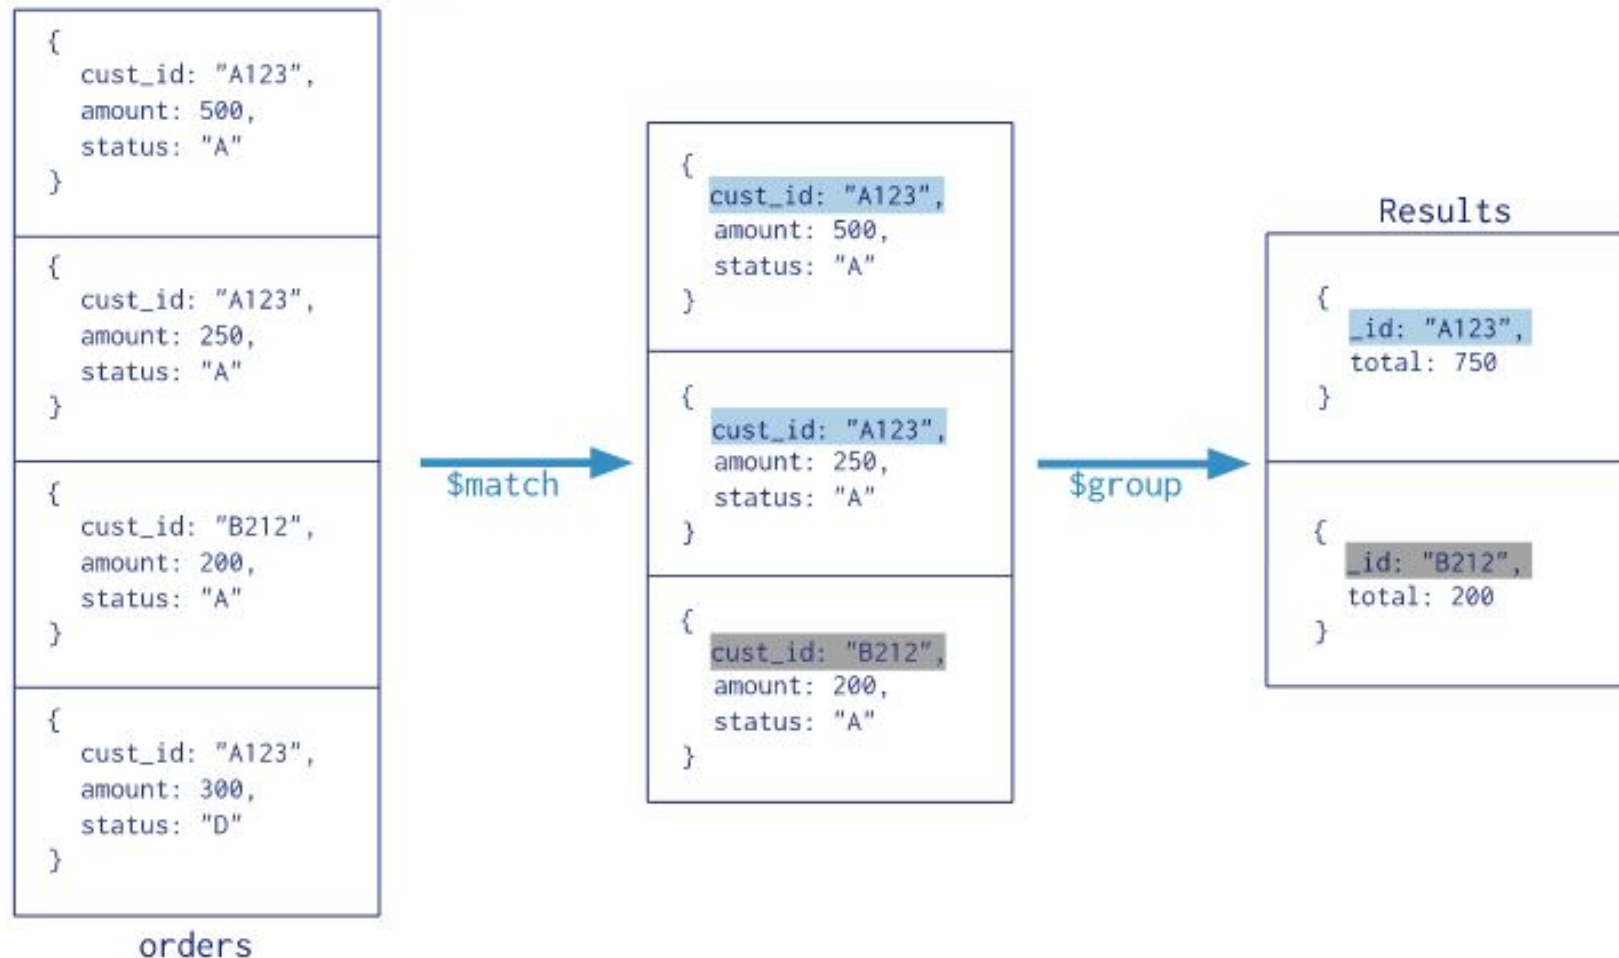 {
cust_id: "A123",
amount: 500,
status: "A"
}
{
cust_id: "A123",
amount: 250,
status: "A"
}
{
cust_id: "B212",
amount: 200,
status: "A"
}
{
cust_id: "A123",
amount: 300,
status: "D"
}
orders
$match
{
cust_id: "A123",
amount: 500,
status: "A"
}
{
cust_id: "A123",
amount: 250,
status: "A"
}
{
cust_id: "B212",
amount: 200,
status: "A"
}
$group
Results
{
_id: "A123",
total: 750
}
{
_id: "B212",
total: 200
}